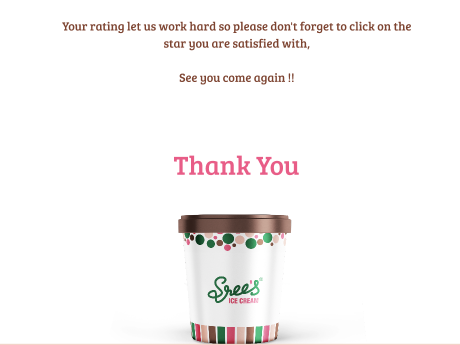 Your rating let us work hard so please don't forget to click on the
star you are satisfied with,
See you come again !!
Thank You
Sree's
ICE CREAM